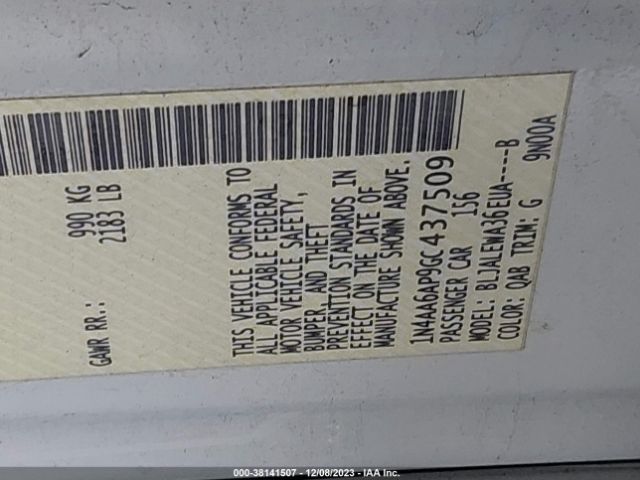 GAWR RR.: 990 KG
2183 LB
THIS VEHICLE CONFORMS TO
ALL APPLICABLE FEDERAL
MOTOR VEHICLE SAFETY,
BUMPER, AND THEFT
PREVENTION STANDARDS IN
EFFECT ON THE DATE OF
MANUFACTURE SHOWN ABOVE.
1N4AA6AP9GC437509
PASSENGER CAR 156
MODEL: BLJALEWA36EUA----B
COLOR: QAB TRIM: G 9N00A
000-38141507 - 12/08/2023 - IAA Inc.